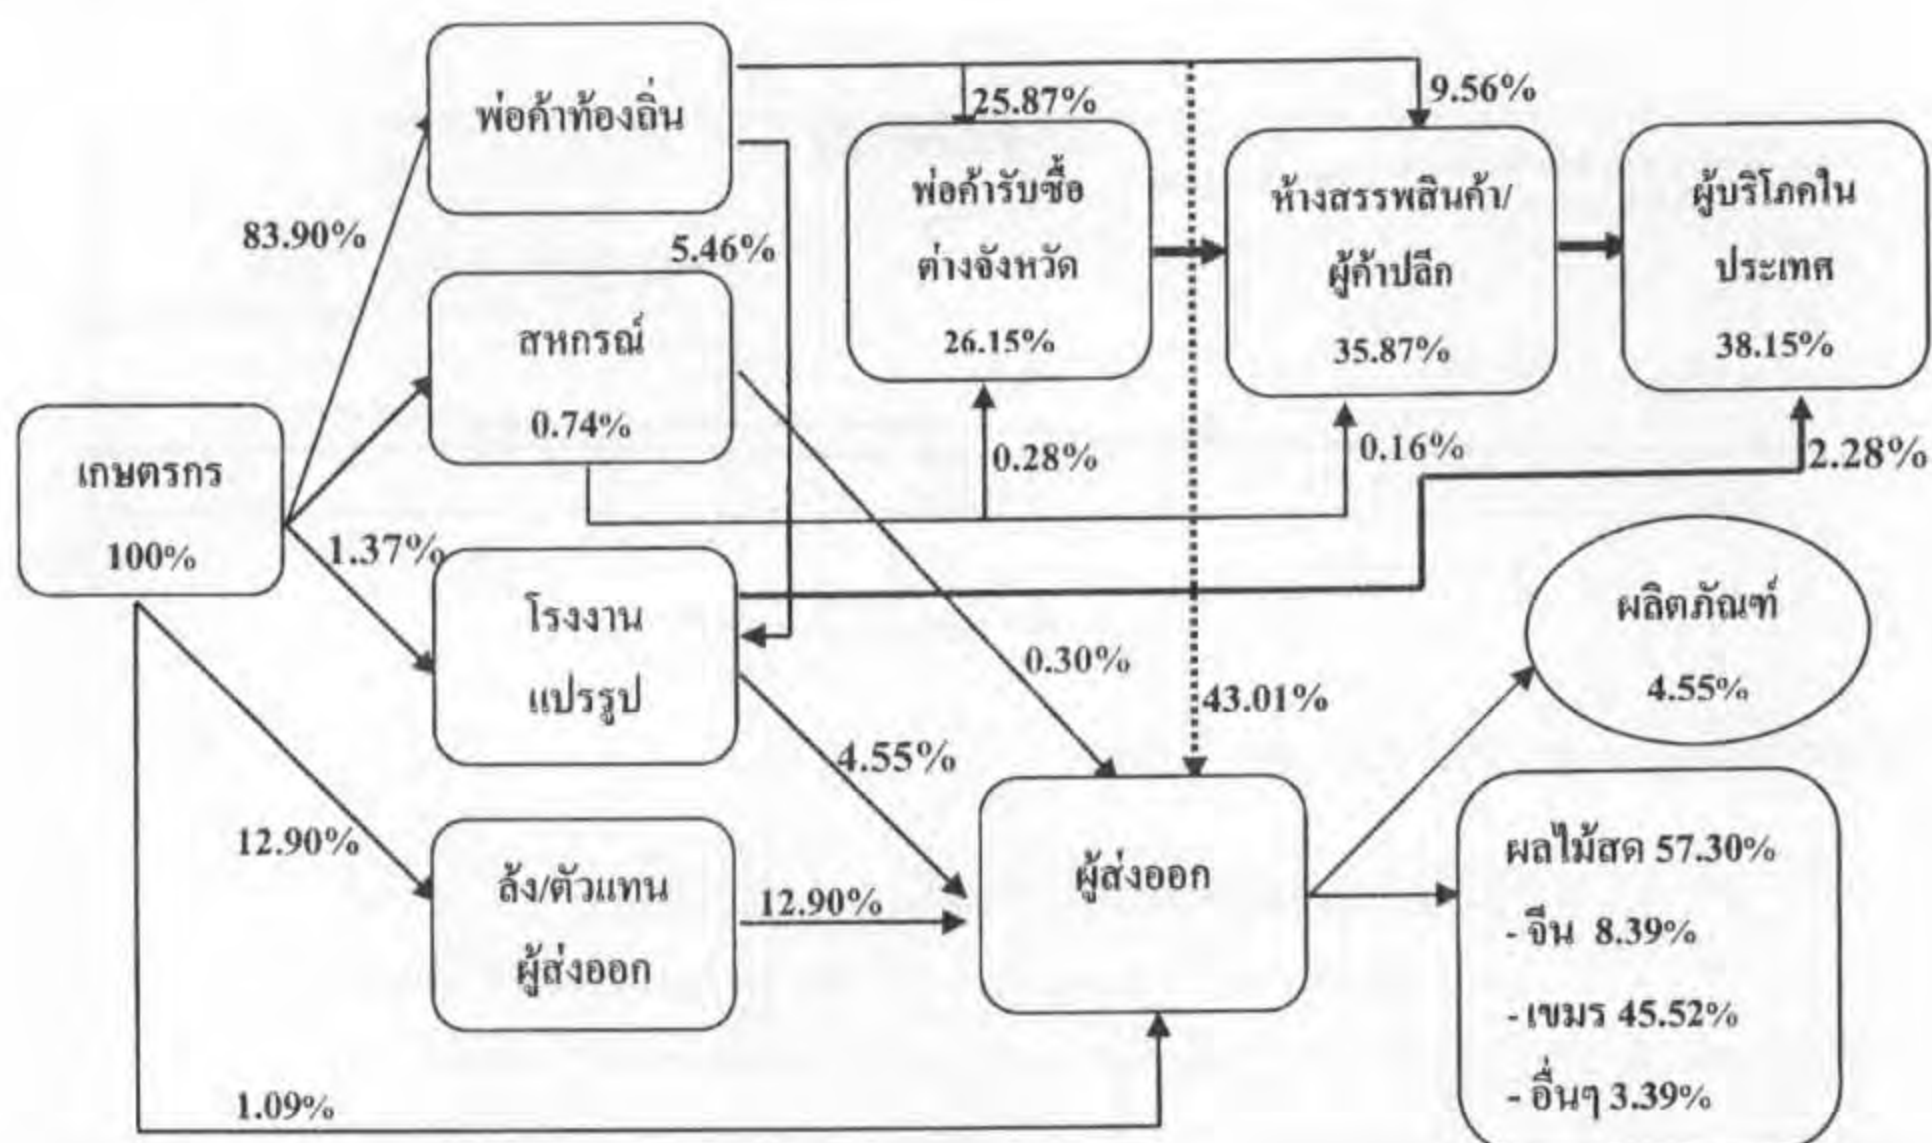 พ่อค้าท้องถิ่น
25.87%
9.56%
พ่อค้ารับซื้อ
ต่างจังหวัด
26.15%
ห้างสรรพสินค้า/
ผู้ค้าปลีก
35.87%
ผู้บริโภคใน
ประเทศ
38.15%
83.90%
5.46%
สหกรณ์
0.74%
0.28%
0.16%
2.28%
เกษตรกร
100%
1.37%
โรงงาน
แปรรูป
0.30%
43.01%
4.55%
ผลิตภัณฑ์
4.55%
12.90%
ล้ง/ตัวแทน
ผู้ส่งออก
12.90%
ผู้ส่งออก
ผลไม้สด 57.30%
- จีน 8.39%
- เขมร 45.52%
- อื่นๆ 3.39%
1.09%